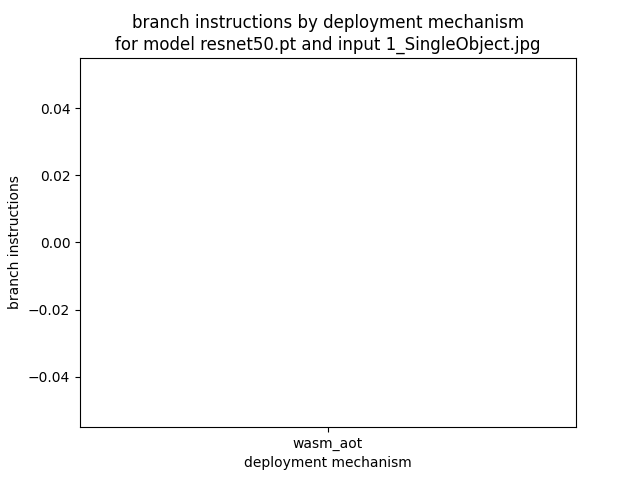 branch instructions by deployment mechanism
for model resnet50.pt and input 1_SingleObject.jpg
branch instructions
0.04
0.02
0.00
−0.02
−0.04
wasm_aot
deployment mechanism